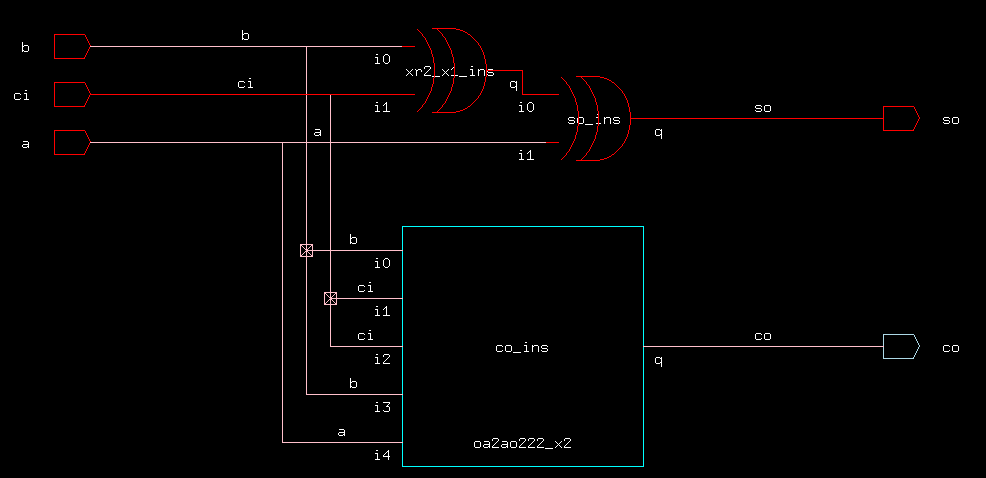 b
b
i0
xr2_x1_ins
ci
ci
i1
q
i0
so_ins
so
so
q
a
a
i1
b
i0
ci
i1
ci
i2
co_ins
co
co
q
b
i3
a
i4
oa2ao222_x2